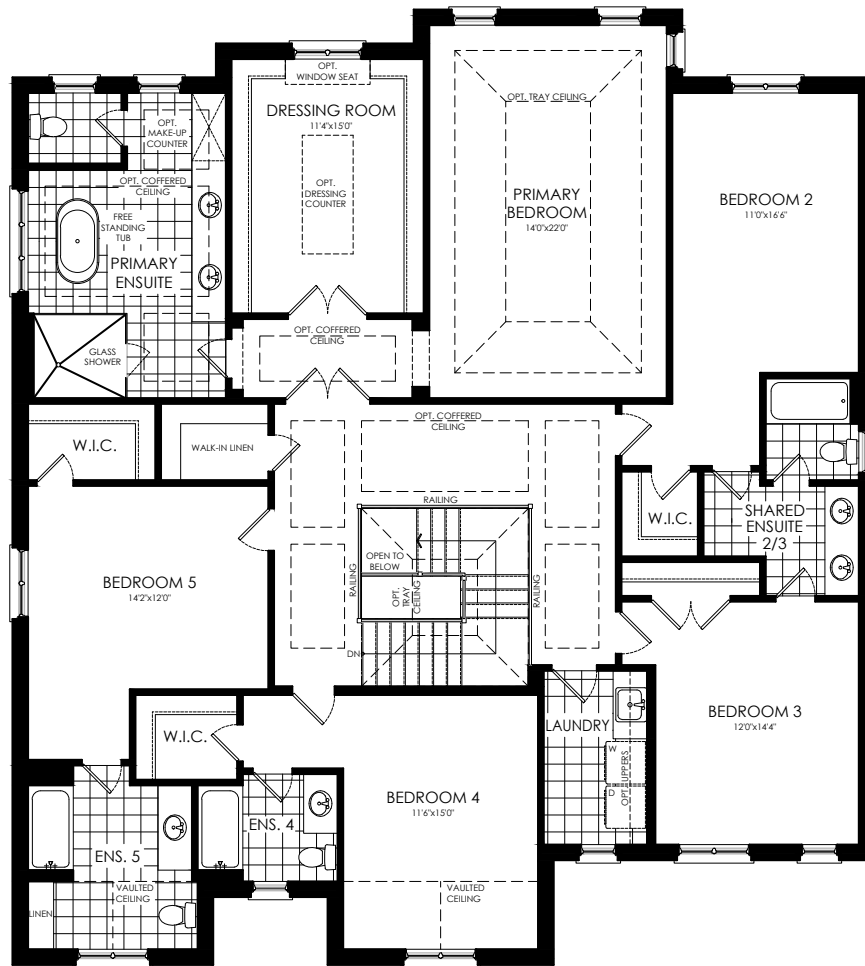 OPT.
WINDOW SEAT
DRESSING ROOM
11'4"x15'0"
OPT.
DRESSING
COUNTER
OPT.
MAKE-UP
COUNTER
OPT. COFFERED
CEILING
FREE
STANDING
TUB
PRIMARY
ENSUITE
GLASS
SHOWER
OPT. TRAY CEILING
PRIMARY
BEDROOM
14'0"x22'0"
BEDROOM 2
11'0"x16'6"
OPT. COFFERED
CEILING
W.I.C.
WALK-IN LINEN
OPT. COFFERED
CEILING
RAILING
OPEN TO
BELOW
RAILING
OPT.
TRAY
CEILING
RAILING
DN
W.I.C.
SHARED
ENSUITE
2/3
BEDROOM 5
14'2"x12'0"
W.I.C.
BEDROOM 4
11'6"x15'0"
LAUNDRY
W
D
OPT. UPPERS
BEDROOM 3
12'0"x14'4"
ENS. 5
ENS. 4
VAULTED
CEILING
LINEN
VAULTED
CEILING